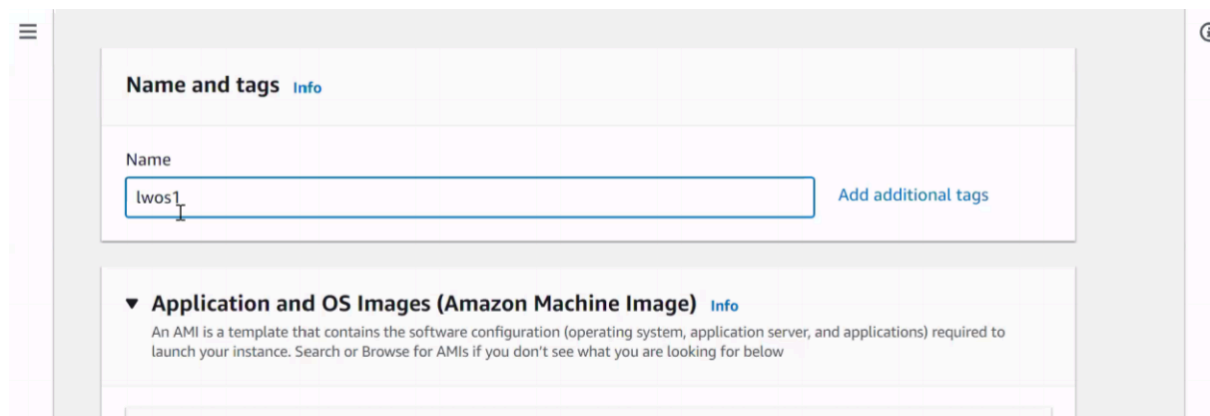 Name and tags Info
Name
lwos1
Add additional tags
Application and OS Images (Amazon Machine Image) Info
An AMI is a template that contains the software configuration (operating system, application server, and applications) required to
launch your instance. Search or Browse for AMIs if you don't see what you are looking for below